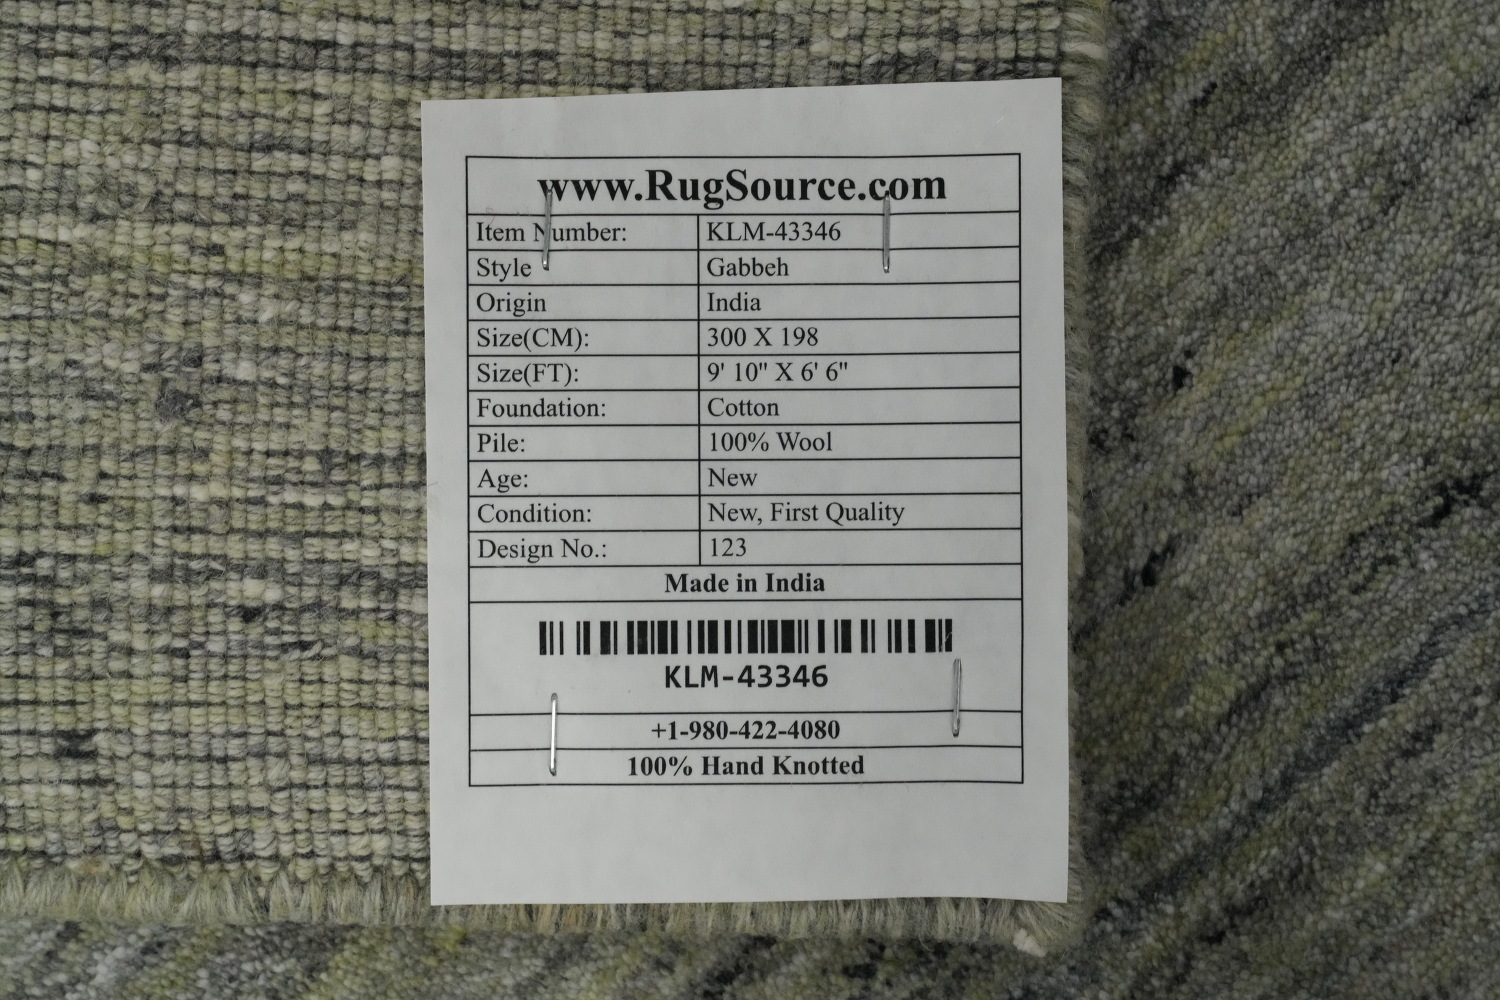 www.RugSource.com
Item Number: KLM-43346
Style Gabbeh
Origin India
Size(CM): 300 X 198
Size(FT): 9' 10" X 6' 6"
Foundation: Cotton
Pile: 100% Wool
Age: New
Condition: New, First Quality
Design No.: 123
Made in India
KLM-43346
+1-980-422-4080
100% Hand Knotted